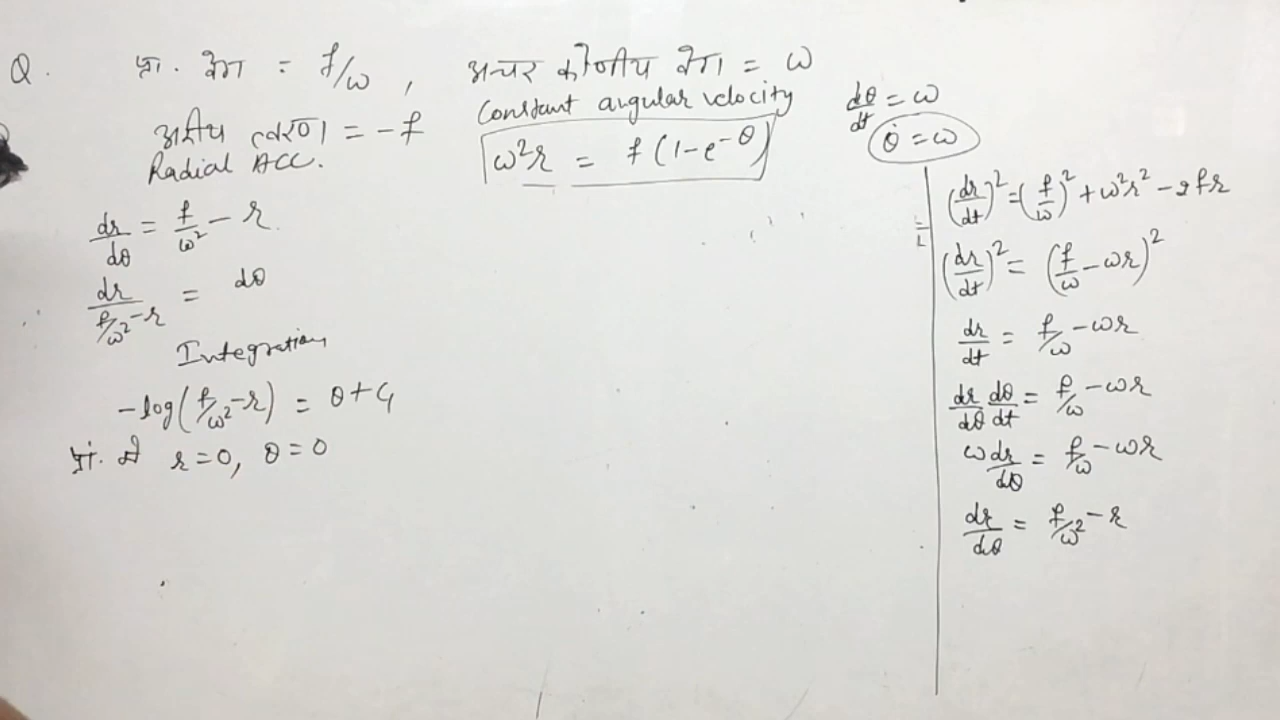 Q. प्रा. वेग = f/ω , अचर कोणीय वेग = ω
Constant angular velocity
अरीय त्वरण = -f
Radial ACC.
ω²r = f(1-e^-θ)
dθ/dt = ω
θ̇ = ω
dr/dθ = f/ω² - r
dr/(f/ω² - r) = dθ
Integration
-log(f/ω² - r) = θ + C₁
प्रां. में r=0, θ=0
(dr/dt)² = (f/ω)² + ω²r² - 2fr
(dr/dt)² = (f/ω - ωr)²
dr/dt = f/ω - ωr
dr/dθ dθ/dt = f/ω - ωr
ω dr/dθ = f/ω - ωr
dr/dθ = f/ω² - r